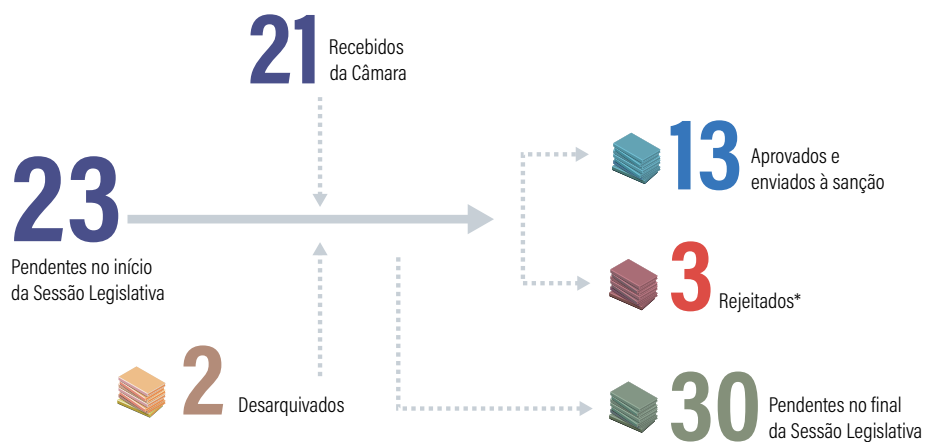 21
Recebidos
da Câmara
23
Pendentes no início
da Sessão Legislativa
2
Desarquivados
13
Aprovados e
enviados à sanção
3
Rejeitados*
30
Pendentes no final
da Sessão Legislativa